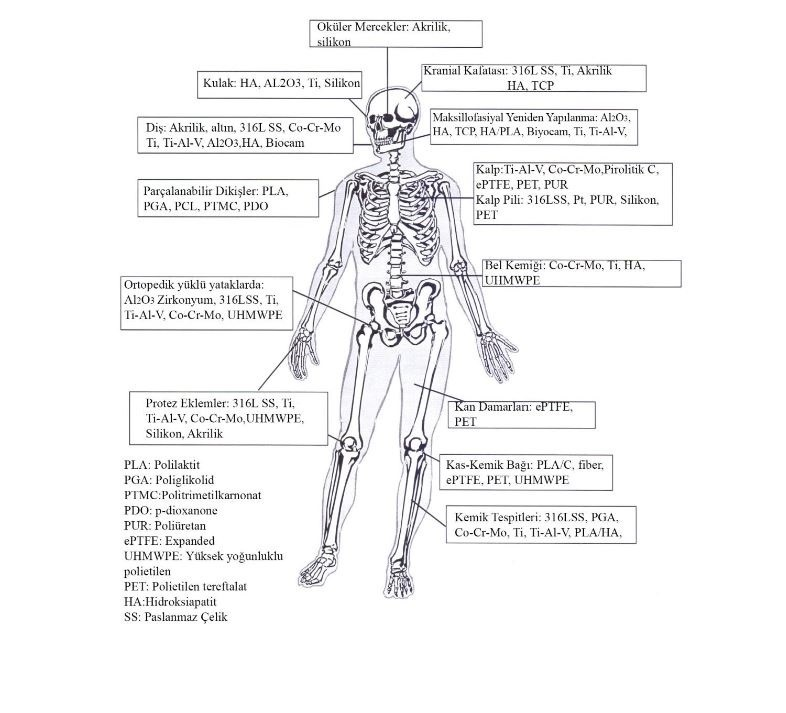 Oküler Mercekler: Akrilik,
silikon
Kranial Kafatası: 316L SS, Ti, Akrilik
HA, TCP
Kulak: HA, AL2O3, Ti, Silikon
Maksillofasiyal Yeniden Yapılanma: Al2O3,
HA, TCP, HA/PLA, Biyocam, Ti, Ti-Al-V,
Diş: Akrilik, altın, 316L SS, Co-Cr-Mo
Ti, Ti-Al-V, Al2O3,HA, Biocam
Kalp:Ti-Al-V, Co-Cr-Mo,Pirolitik C,
ePTFE, PET, PUR
Kalp Pili: 316LSS, Pt, PUR, Silikon,
PET
Parçalanabilir Dikişler: PLA,
PGA, PCL, PTMC, PDO
Bel Kemiği: Co-Cr-Mo, Ti, HA,
UHMWPE
Ortopedik yüklü yataklarda:
Al2O3 Zirkonyum, 316LSS, Ti,
Ti-Al-V, Co-Cr-Mo, UHMWPE
Protez Eklemler: 316L SS, Ti,
Ti-Al-V, Co-Cr-Mo,UHMWPE,
Silikon, Akrilik
Kan Damarları: ePTFE,
PET
Kas-Kemik Bağı: PLA/C, fiber,
ePTFE, PET, UHMWPE
Kemik Tespitleri: 316LSS, PGA,
Co-Cr-Mo, Ti, Ti-Al-V, PLA/HA,
PLA: Polilaktit
PGA: Poliglikolid
PTMC:Politrimetilkarnonat
PDO: p-dioxanone
PUR: Poliüretan
ePTFE: Expanded
UHMWPE: Yüksek yoğunluklu
polietilen
PET: Polietilen tereftalat
HA:Hidroksiapatit
SS: Paslanmaz Çelik